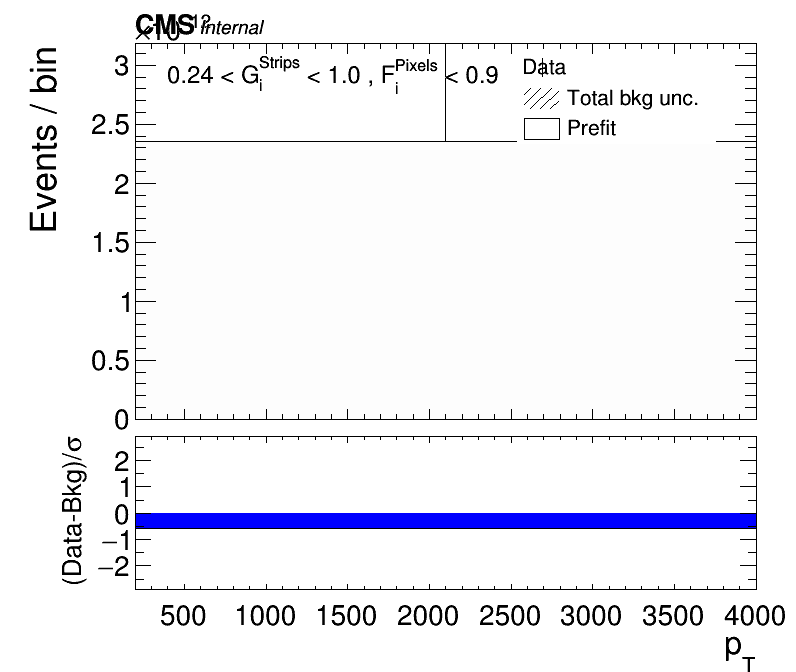 CMS Internal
×10¹²
0.24 < G_i^Strips < 1.0 , F_i^Pixels < 0.9
Data
Total bkg unc.
Prefit
Events / bin
3
2.5
2
1.5
1
0.5
0
(Data-Bkg)/σ
2
1
0
−1
−2
500 1000 1500 2000 2500 3000 3500 4000
p_T